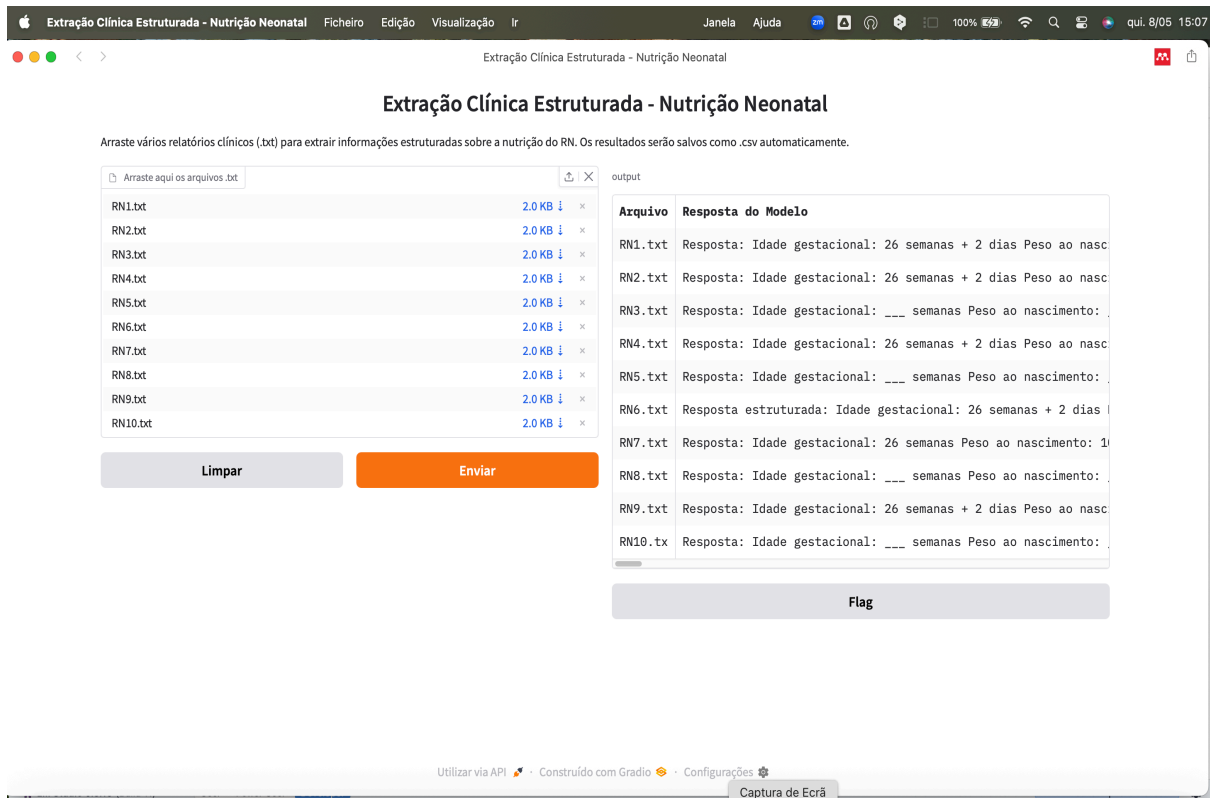 Extração Clínica Estruturada - Nutrição Neonatal Ficheiro Edição Visualização Ir Janela Ajuda zm 100% qui. 8/05 15:07
Extração Clínica Estruturada - Nutrição Neonatal
Extração Clínica Estruturada - Nutrição Neonatal
Arraste vários relatórios clínicos (.txt) para extrair informações estruturadas sobre a nutrição do RN. Os resultados serão salvos como .csv automaticamente.
Arraste aqui os arquivos .txt
RN1.txt 2.0 KB ⇣ ×
RN2.txt 2.0 KB ⇣ ×
RN3.txt 2.0 KB ⇣ ×
RN4.txt 2.0 KB ⇣ ×
RN5.txt 2.0 KB ⇣ ×
RN6.txt 2.0 KB ⇣ ×
RN7.txt 2.0 KB ⇣ ×
RN8.txt 2.0 KB ⇣ ×
RN9.txt 2.0 KB ⇣ ×
RN10.txt 2.0 KB ⇣ ×
Limpar Enviar
output
Arquivo Resposta do Modelo
RN1.txt Resposta: Idade gestacional: 26 semanas + 2 dias Peso ao nasc
RN2.txt Resposta: Idade gestacional: 26 semanas + 2 dias Peso ao nasc
RN3.txt Resposta: Idade gestacional: ___ semanas Peso ao nascimento: _
RN4.txt Resposta: Idade gestacional: 26 semanas + 2 dias Peso ao nasc
RN5.txt Resposta: Idade gestacional: ___ semanas Peso ao nascimento: _
RN6.txt Resposta estruturada: Idade gestacional: 26 semanas + 2 dias
RN7.txt Resposta: Idade gestacional: 26 semanas Peso ao nascimento: 1
RN8.txt Resposta: Idade gestacional: ___ semanas Peso ao nascimento: _
RN9.txt Resposta: Idade gestacional: 26 semanas + 2 dias Peso ao nasc
RN10.tx Resposta: Idade gestacional: ___ semanas Peso ao nascimento: _
Flag
Utilizar via API · Construído com Gradio · Configurações
Captura de Ecrã